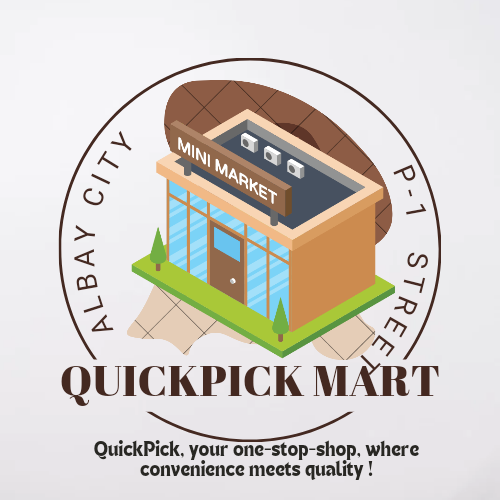 ALBAY CITY
P-1 STREET
MINI MARKET
QUICKPICK MART
QuickPick, your one-stop-shop, where
convenience meets quality !